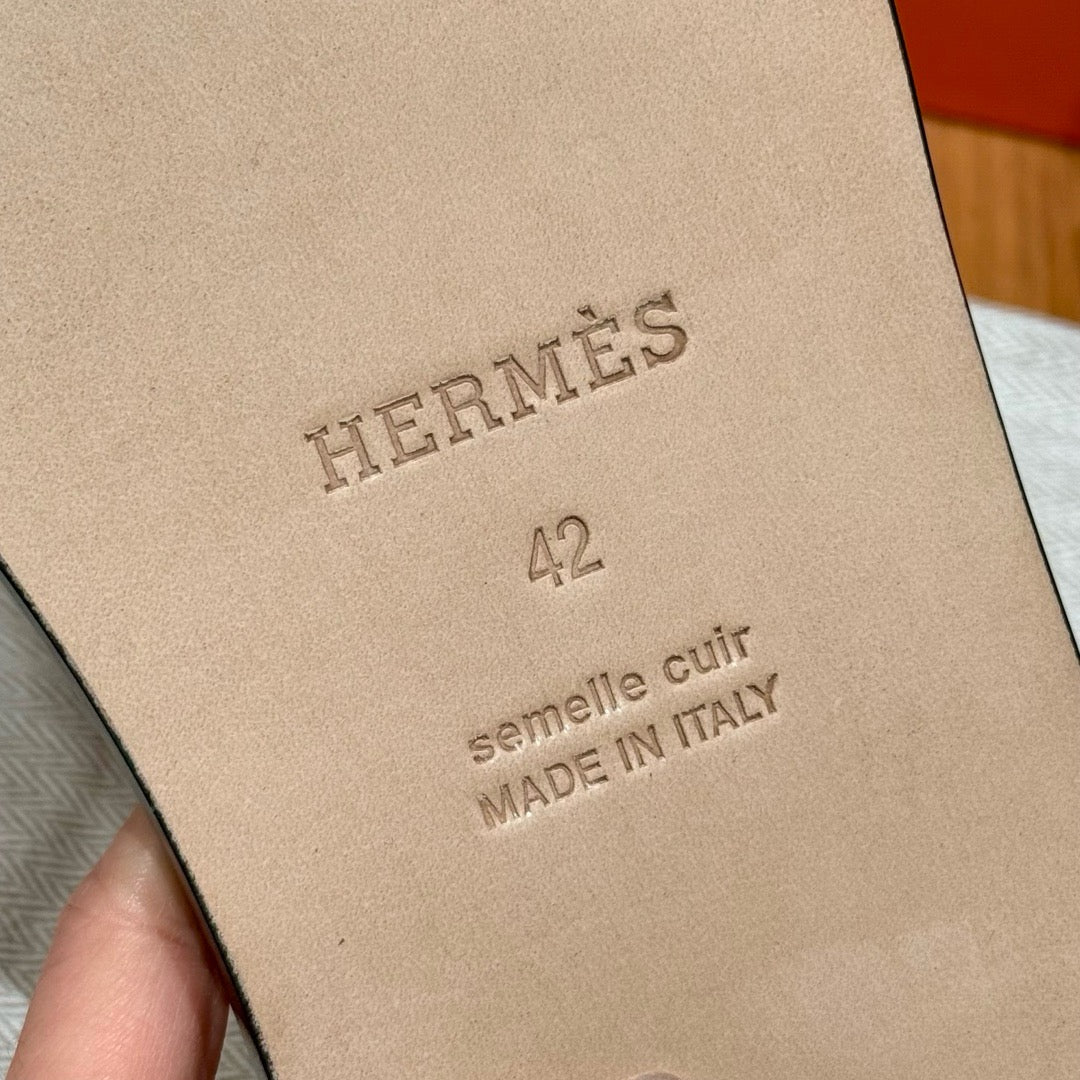 HERMÈS
42
semelle cuir
MADE IN ITALY